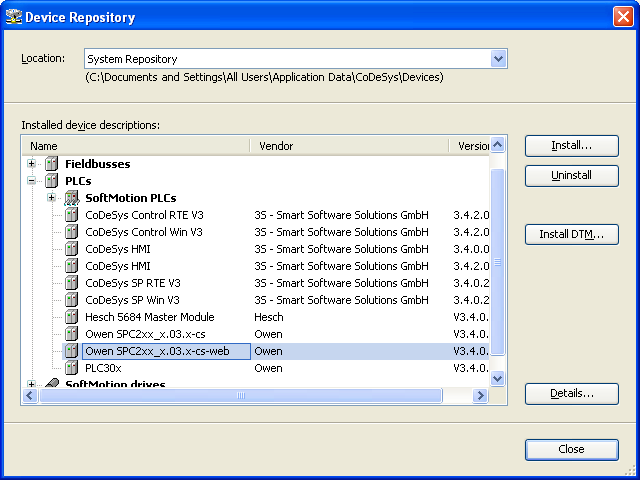 Device Repository
Location: System Repository
(C:\Documents and Settings\All Users\Application Data\CoDeSys\Devices)
Installed device descriptions:
Name Vendor Version
Install...
Fieldbusses
PLCs
Uninstall
SoftMotion PLCs
CoDeSys Control RTE V3 3S - Smart Software Solutions GmbH 3.4.2.0
CoDeSys Control Win V3 3S - Smart Software Solutions GmbH 3.4.2.0
Install DTM...
CoDeSys HMI 3S - Smart Software Solutions GmbH 3.4.0.0
CoDeSys HMI 3S - Smart Software Solutions GmbH 3.4.2.0
CoDeSys SP RTE V3 3S - Smart Software Solutions GmbH 3.4.0.2
CoDeSys SP Win V3 3S - Smart Software Solutions GmbH 3.4.0.2
Hesch 5684 Master Module Hesch V3.4.0.
Owen SPC2xx_x.03.x-cs Owen V3.4.0.
Owen SPC2xx_x.03.x-cs-web Owen V3.4.0.
PLC30x Owen V3.4.0.
SoftMotion drives
Details...
Close